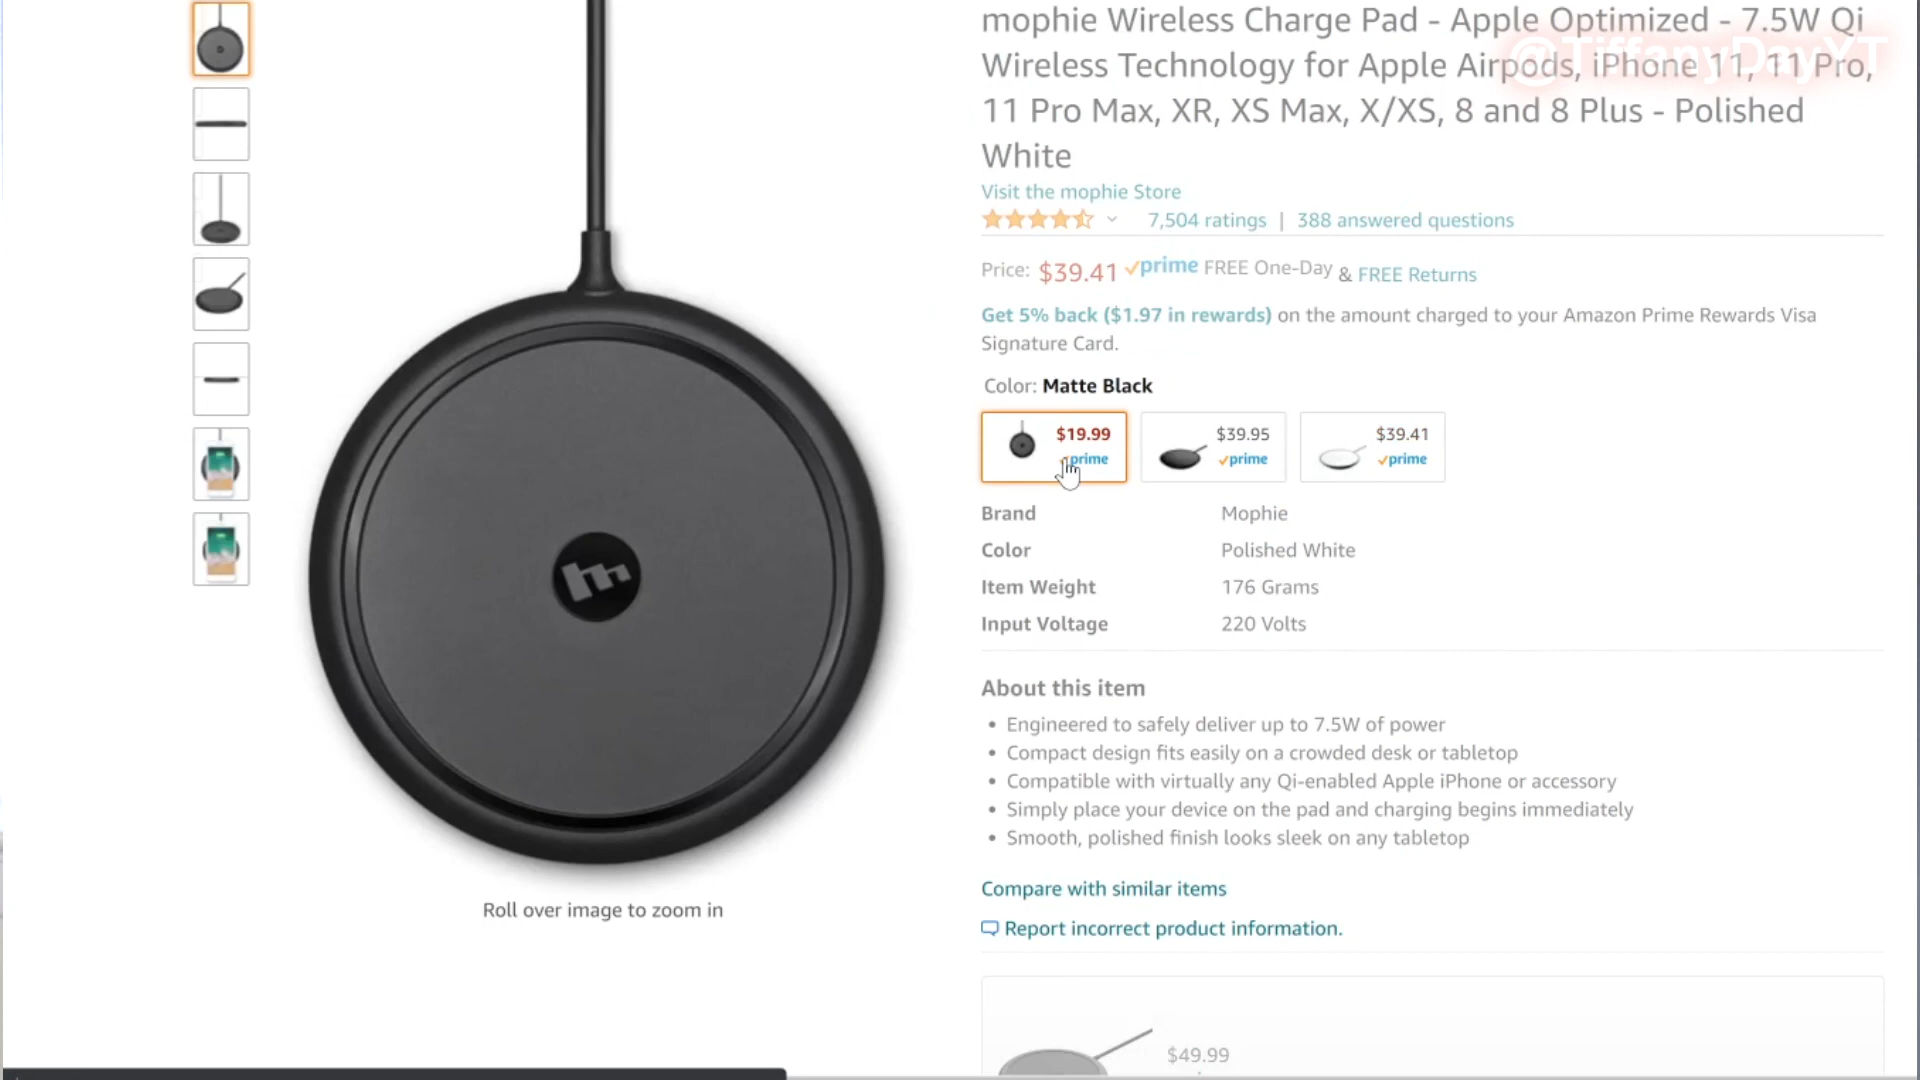 mophie Wireless Charge Pad - Apple Optimized - 7.5W Qi
@TiffanyDayYT
Wireless Technology for Apple Airpods, iPhone 11, 11 Pro,
11 Pro Max, XR, XS Max, X/XS, 8 and 8 Plus - Polished
White
Visit the mophie Store
7,504 ratings | 388 answered questions
Price: $39.41 prime FREE One-Day & FREE Returns
Get 5% back ($1.97 in rewards) on the amount charged to your Amazon Prime Rewards Visa
Signature Card.
Color: Matte Black
$19.99 $39.95 $39.41
prime prime prime
Brand Mophie
Color Polished White
Item Weight 176 Grams
Input Voltage 220 Volts
About this item
• Engineered to safely deliver up to 7.5W of power
• Compact design fits easily on a crowded desk or tabletop
• Compatible with virtually any Qi-enabled Apple iPhone or accessory
• Simply place your device on the pad and charging begins immediately
• Smooth, polished finish looks sleek on any tabletop
Compare with similar items
Roll over image to zoom in
Report incorrect product information.
$49.99